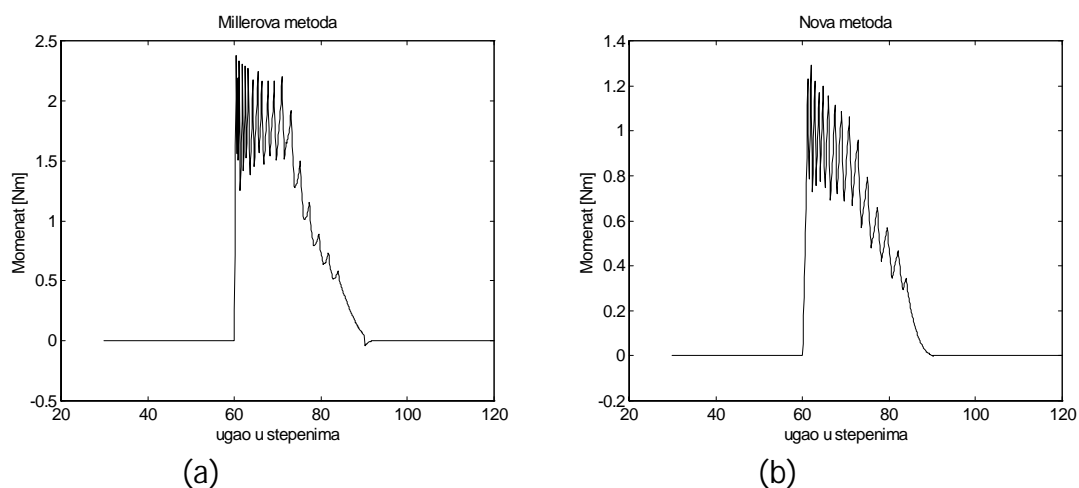 Millerova metoda
2.5
2
1.5
1
0.5
0
-0.5
Momenat [Nm]
20 40 60 80 100 120
ugao u stepenima
(a)
Nova metoda
1.4
1.2
1
0.8
0.6
0.4
0.2
0
-0.2
Momenat [Nm]
20 40 60 80 100 120
ugao u stepenima
(b)